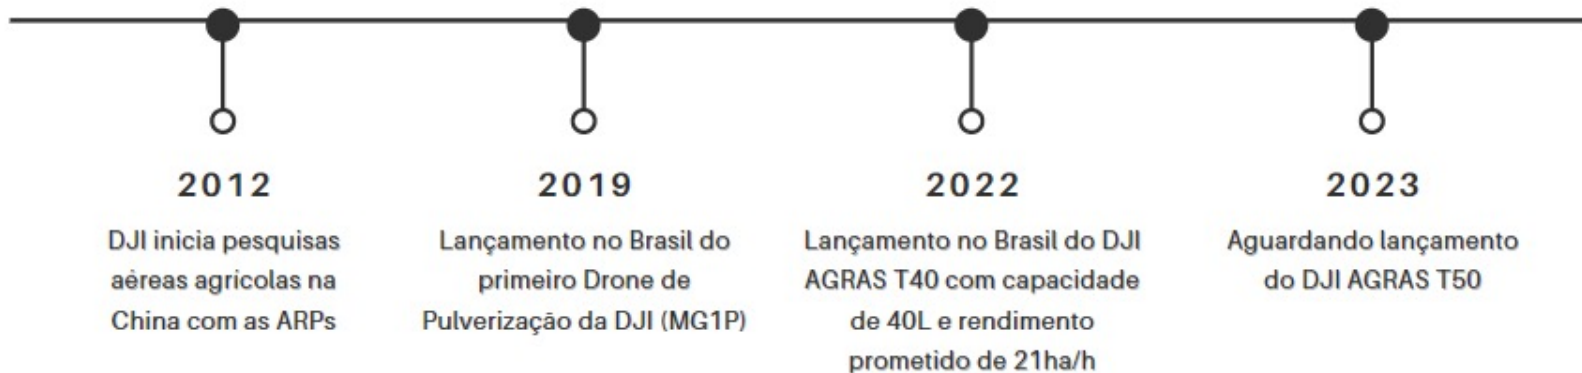 2012
DJI inicia pesquisas
aéreas agrícolas na
China com as ARPs
2019
Lançamento no Brasil do
primeiro Drone de
Pulverização da DJI (MG1P)
2022
Lançamento no Brasil do DJI
AGRAS T40 com capacidade
de 40L e rendimento
prometido de 21ha/h
2023
Aguardando lançamento
do DJI AGRAS T50